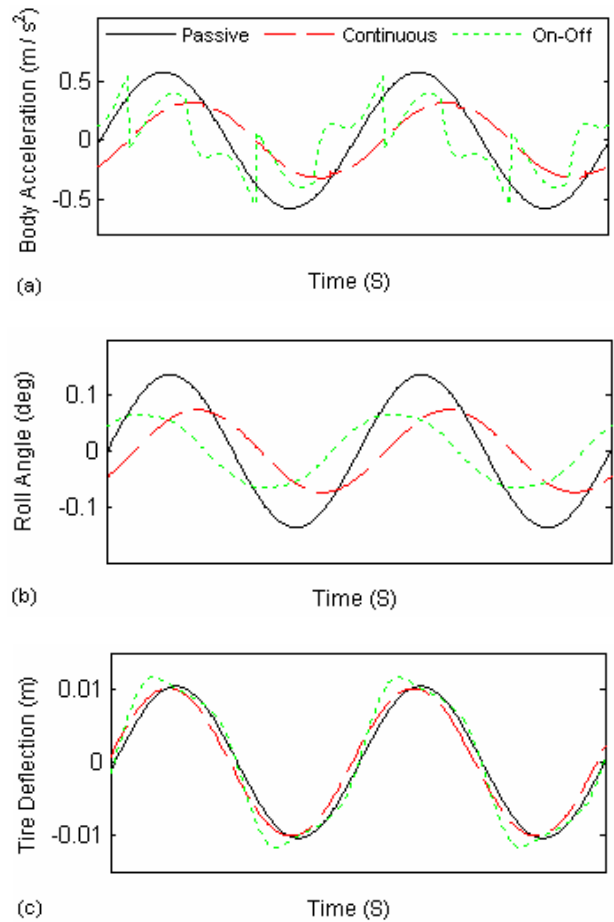 Passive Continuous On-Off
Body Acceleration (m / s²)
0.5
0
-0.5
Time (S)
(a)
Roll Angle (deg)
0.1
0
-0.1
Time (S)
(b)
Tire Deflection (m)
0.01
0
-0.01
Time (S)
(c)